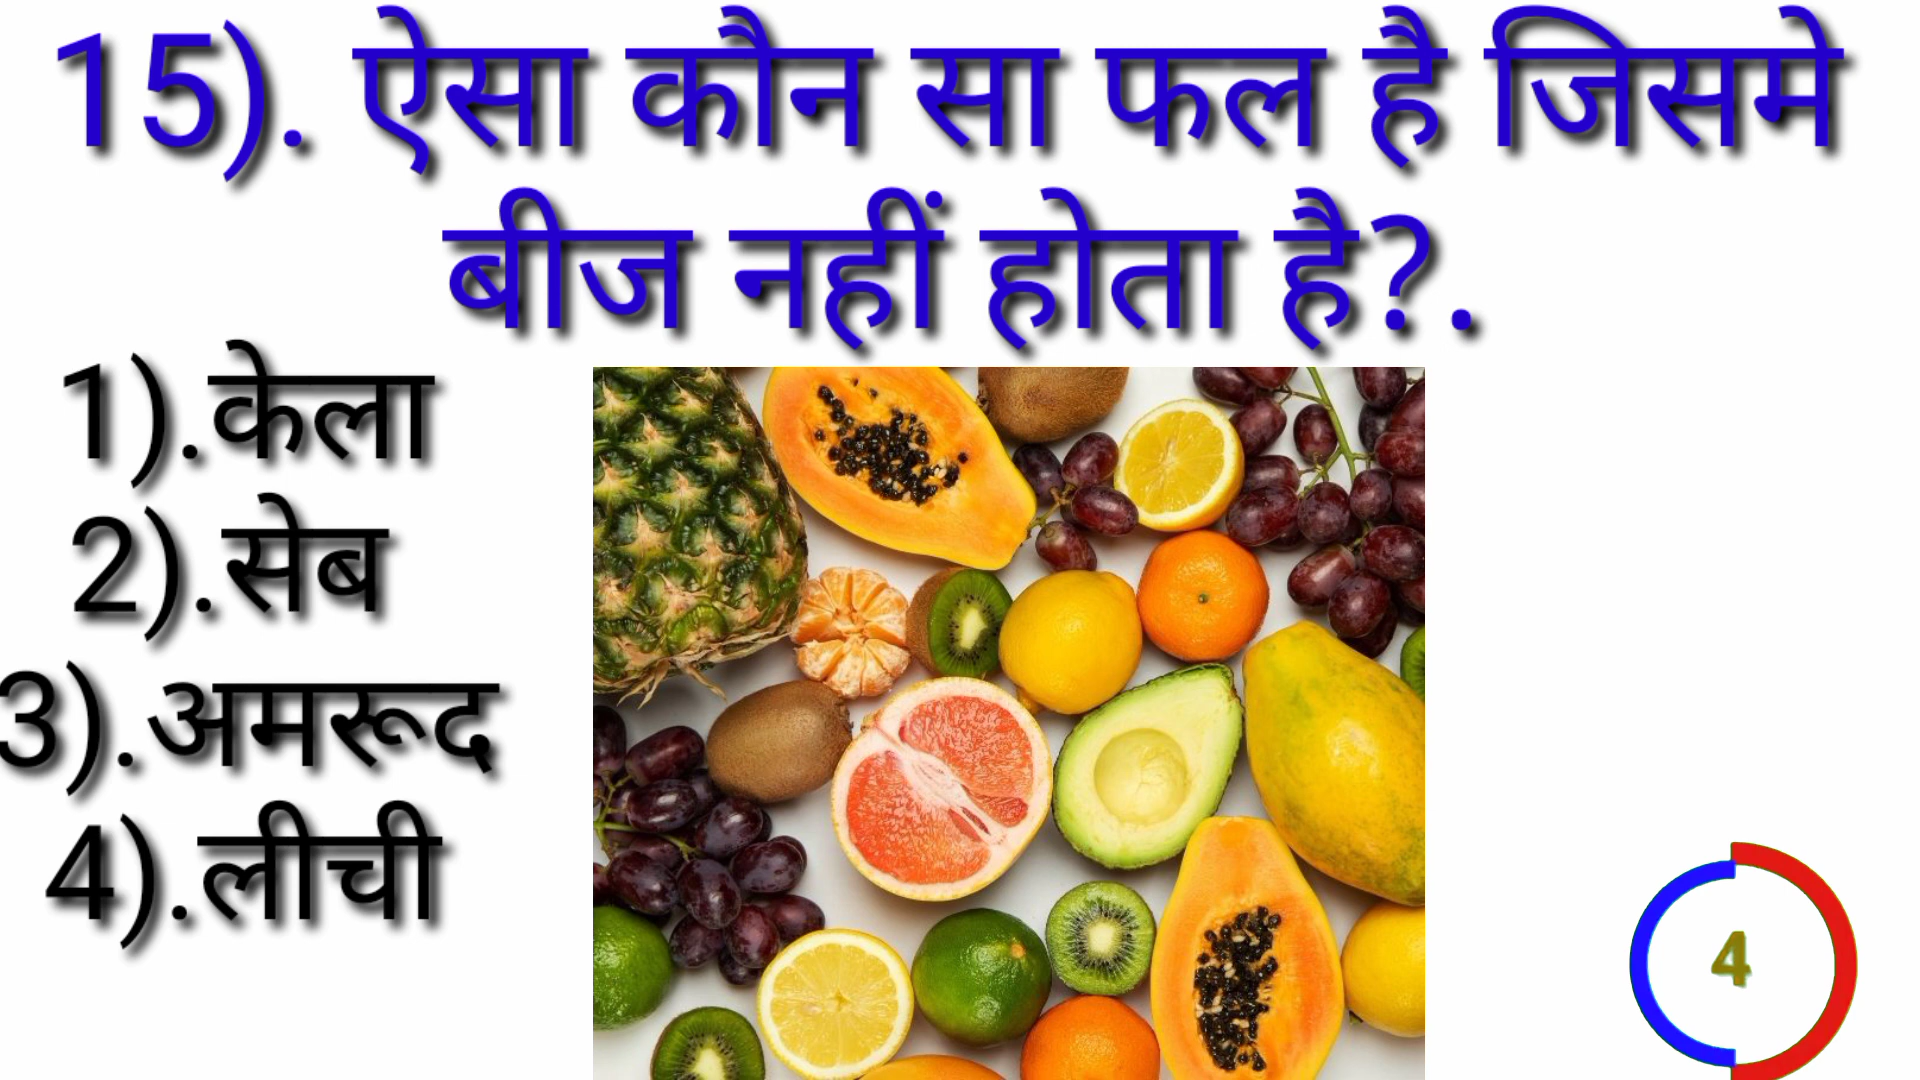 15). ऐसा कौन सा फल है जिसमे
बीज नहीं होता है?.
1).केला
2).सेब
3).अमरूद
4).लीची
4